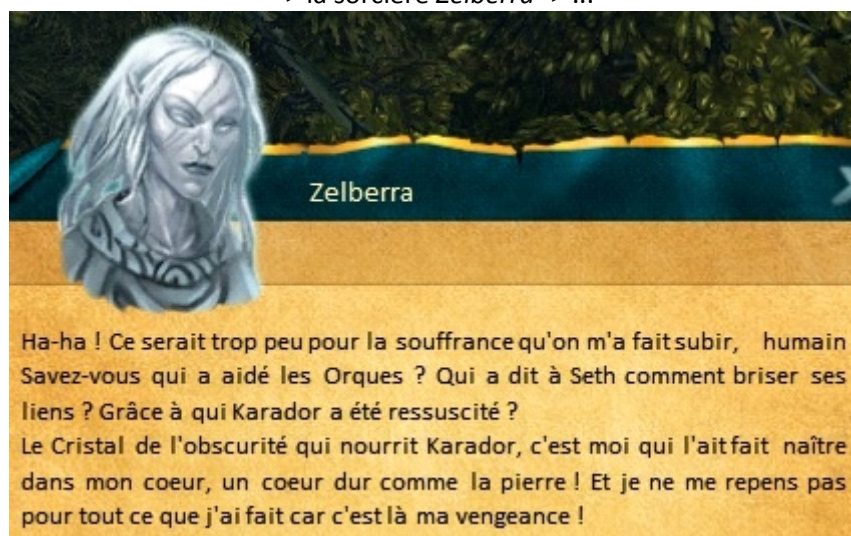 -> la sorcière Zelberra -> ...
Zelberra
Ha-ha ! Ce serait trop peu pour la souffrance qu'on m'a fait subir, humain
Savez-vous qui a aidé les Orques ? Qui a dit à Seth comment briser ses
liens ? Grâce à qui Karador a été ressuscité ?
Le Cristal de l'obscurité qui nourrit Karador, c'est moi qui l'ait fait naître
dans mon coeur, un coeur dur comme la pierre ! Et je ne me repens pas
pour tout ce que j'ai fait car c'est là ma vengeance !